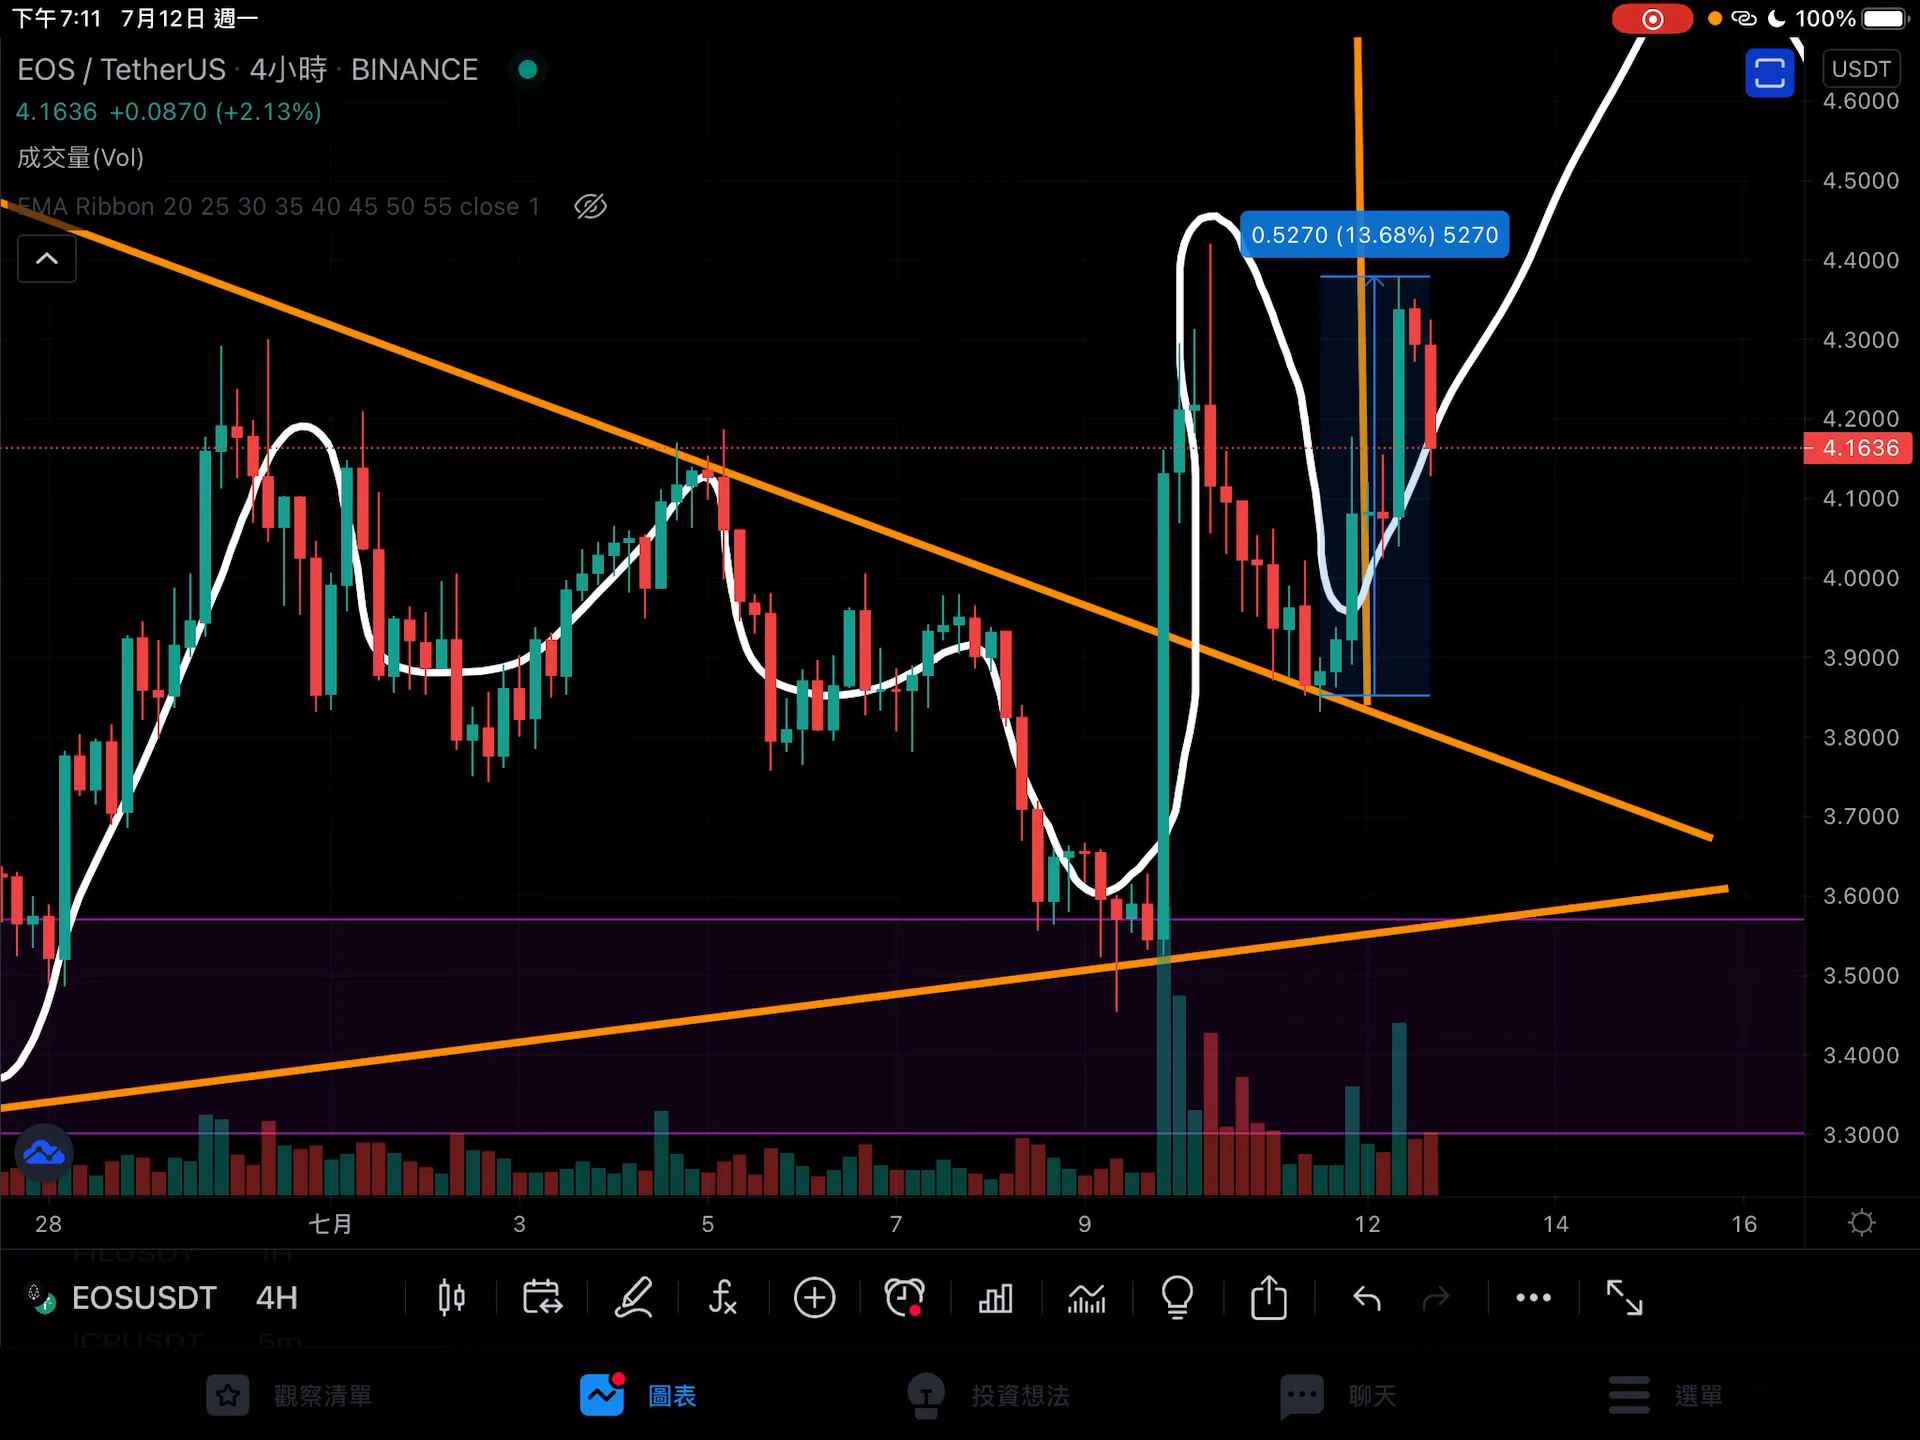 下午7:11 7月12日 週一
100%
EOS / TetherUS · 4小時 · BINANCE
USDT
4.1636 +0.0870 (+2.13%)
成交量(Vol)
EMA Ribbon 20 25 30 35 40 45 50 55 close 1
0.5270 (13.68%) 5270
4.6000
4.5000
4.4000
4.3000
4.2000
4.1636
4.1000
4.0000
3.9000
3.8000
3.7000
3.6000
3.5000
3.4000
3.3000
28 七月 3 5 7 9 12 14 16
FILUSDT 1H
EOSUSDT 4H
ICPUSDT 5m
觀察清單 圖表 投資想法 聊天 選單